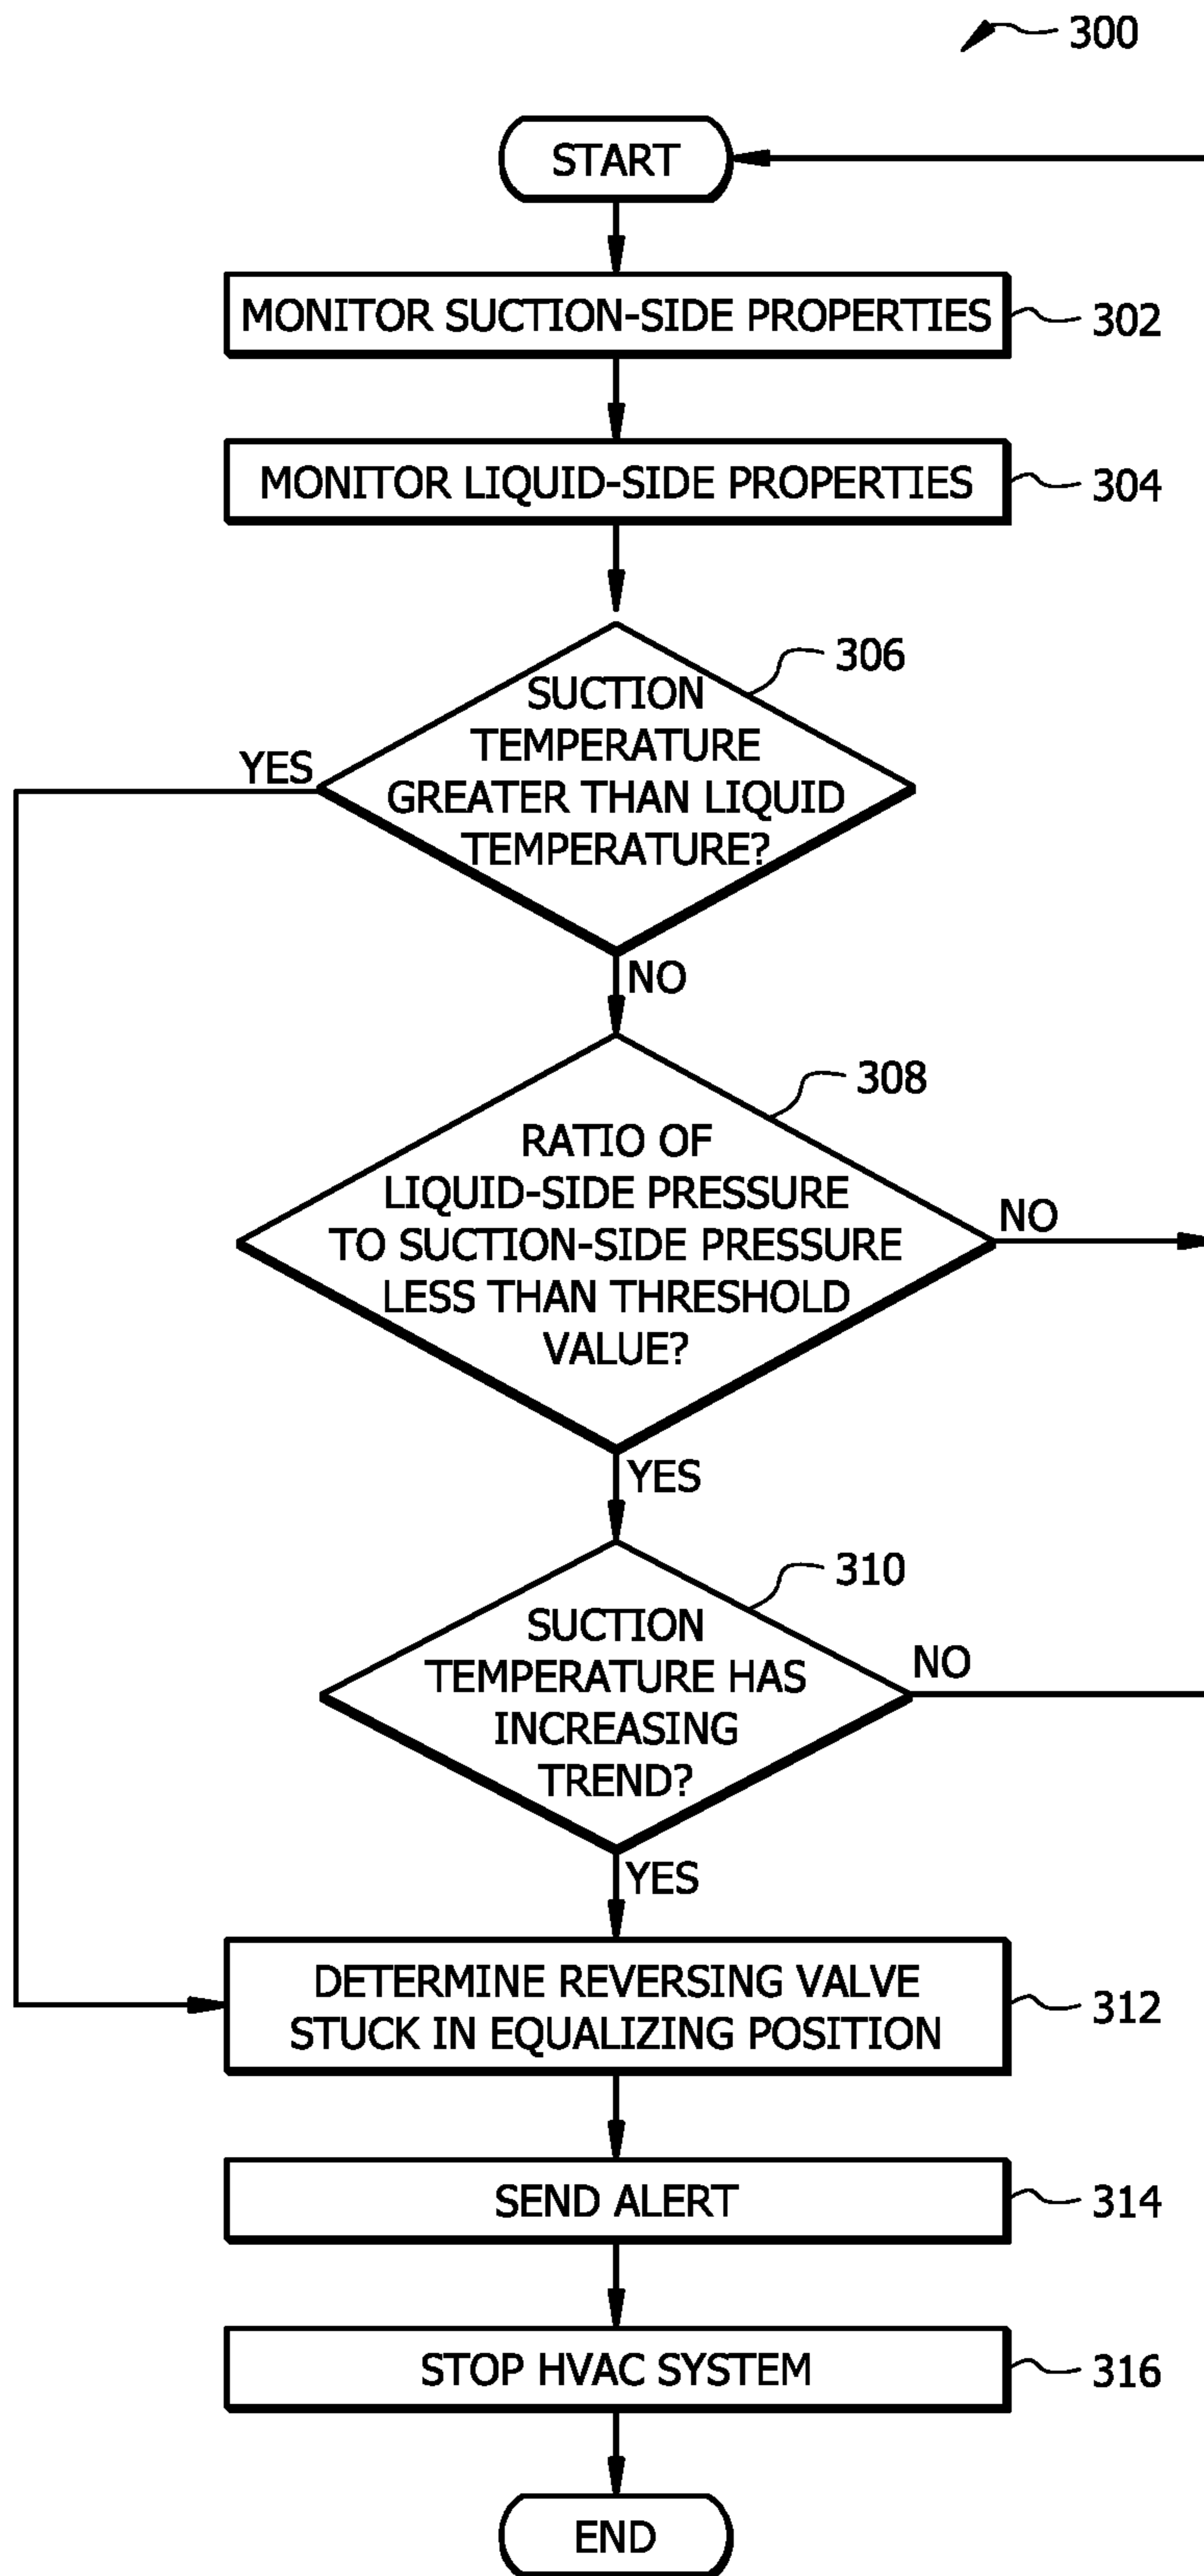 300
START
MONITOR SUCTION-SIDE PROPERTIES
302
MONITOR LIQUID-SIDE PROPERTIES
304
306
SUCTION
TEMPERATURE
GREATER THAN LIQUID
TEMPERATURE?
YES
NO
308
RATIO OF
LIQUID-SIDE PRESSURE
TO SUCTION-SIDE PRESSURE
LESS THAN THRESHOLD
VALUE?
NO
YES
310
SUCTION
TEMPERATURE HAS
INCREASING
TREND?
NO
YES
DETERMINE REVERSING VALVE
STUCK IN EQUALIZING POSITION
312
SEND ALERT
314
STOP HVAC SYSTEM
316
END